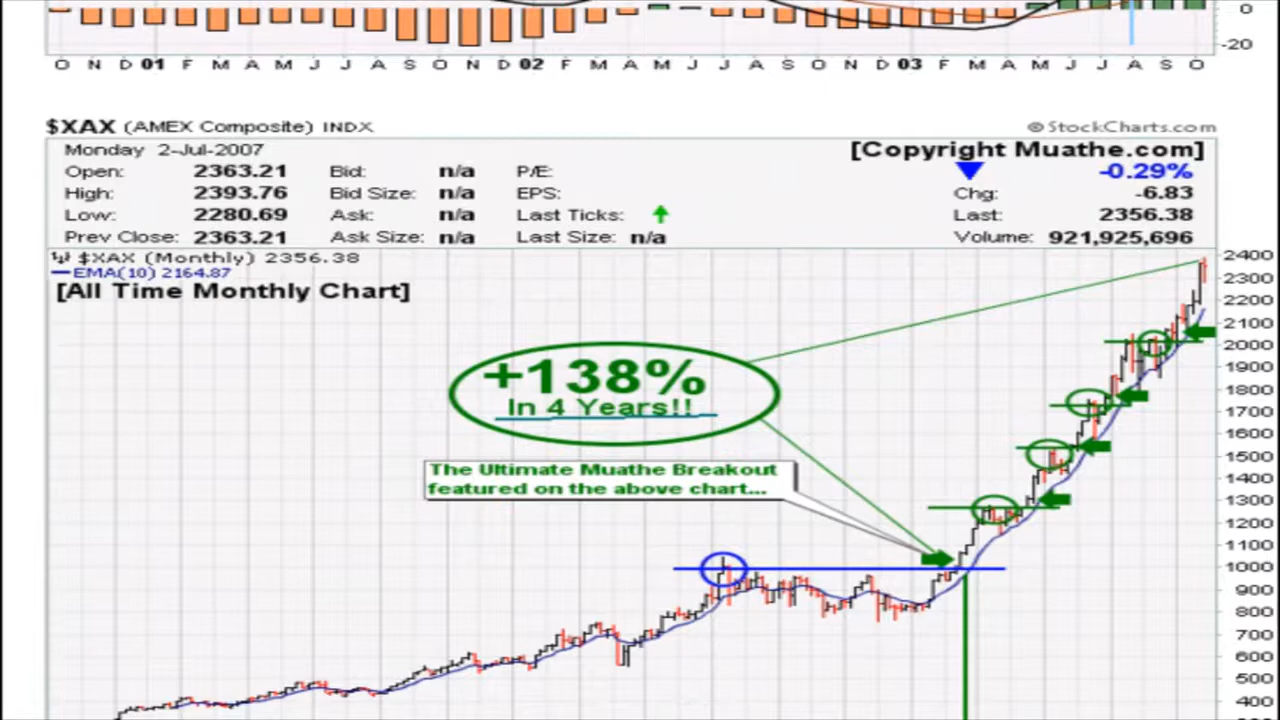 0
-20
O N D 01 F M A M J J A S O N D 02 F M A M J J A S O N D 03 F M A M J J A S O
$XAX (AMEX Composite) INDX
© StockCharts.com
Monday 2-Jul-2007
[Copyright Muathe.com]
Open: 2363.21 Bid: n/a P/E: -0.29%
High: 2393.76 Bid Size: n/a EPS: Chg: -6.83
Low: 2280.69 Ask: n/a Last Ticks: Last: 2356.38
Prev Close: 2363.21 Ask Size: n/a Last Size: n/a Volume: 921,925,696
$XAX (Monthly) 2356.38
EMA(10) 2164.87
[All Time Monthly Chart]
+138%
In 4 Years!!
The Ultimate Muathe Breakout
featured on the above chart...
2400
2300
2200
2100
2000
1900
1800
1700
1600
1500
1400
1300
1200
1100
1000
900
800
700
600
500
400